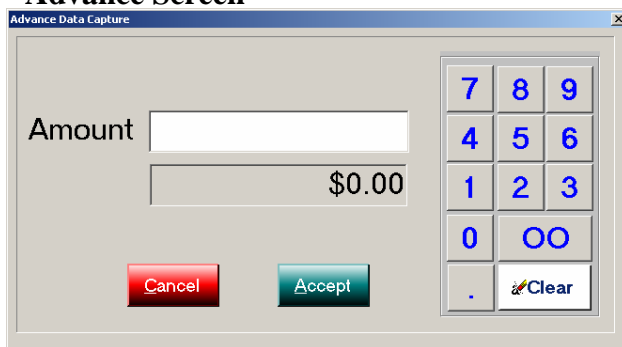 Advance Screen
Advance Data Capture
7 8 9
Amount
4 5 6
$0.00
1 2 3
0 00
Cancel Accept
. Clear